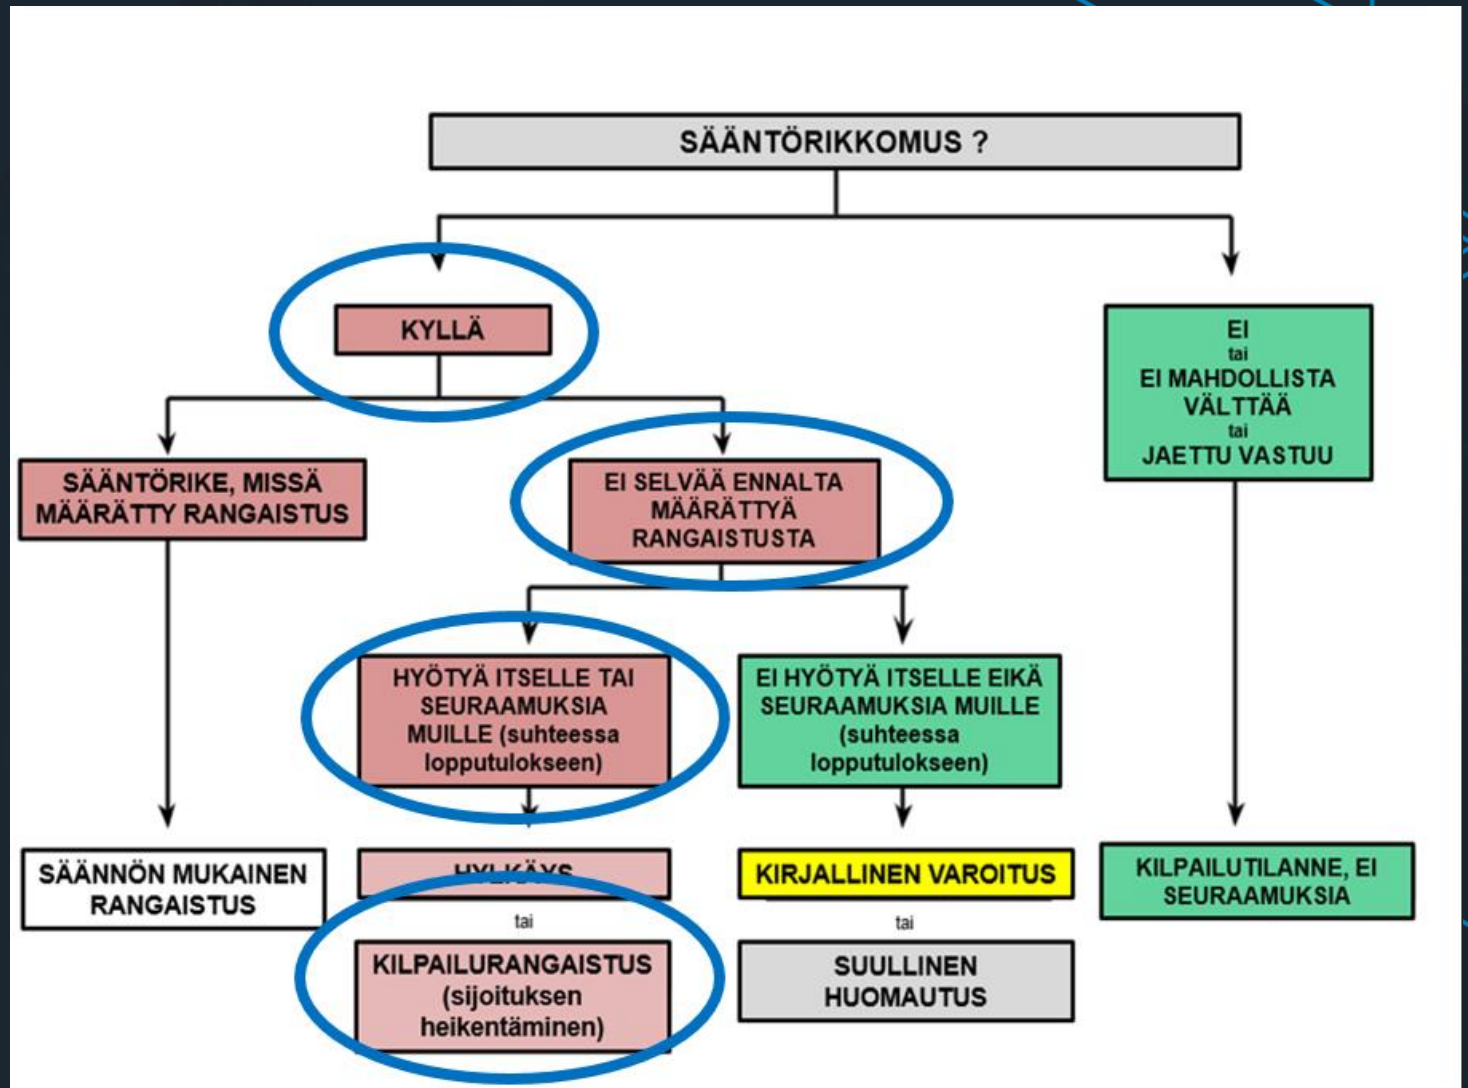 SÄÄNTÖRIKKOMUS ?
KYLLÄ
EI
tai
EI MAHDOLLISTA
VÄLTTÄÄ
tai
JAETTU VASTUU
SÄÄNTÖRIKE, MISSÄ
MÄÄRÄTTY RANGAISTUS
EI SELVÄÄ ENNALTA
MÄÄRÄTTYÄ
RANGAISTUSTA
HYÖTYÄ ITSELLE TAI
SEURAAMUKSIA
MUILLE (suhteessa
lopputulokseen)
EI HYÖTYÄ ITSELLE EIKÄ
SEURAAMUKSIA MUILLE
(suhteessa
lopputulokseen)
SÄÄNNÖN MUKAINEN
RANGAISTUS
HYLKÄYS
tai
KILPAILURANGAISTUS
(sijoituksen
heikentäminen)
KIRJALLINEN VAROITUS
tai
SUULLINEN
HUOMAUTUS
KILPAILUTILANNE, EI
SEURAAMUKSIA